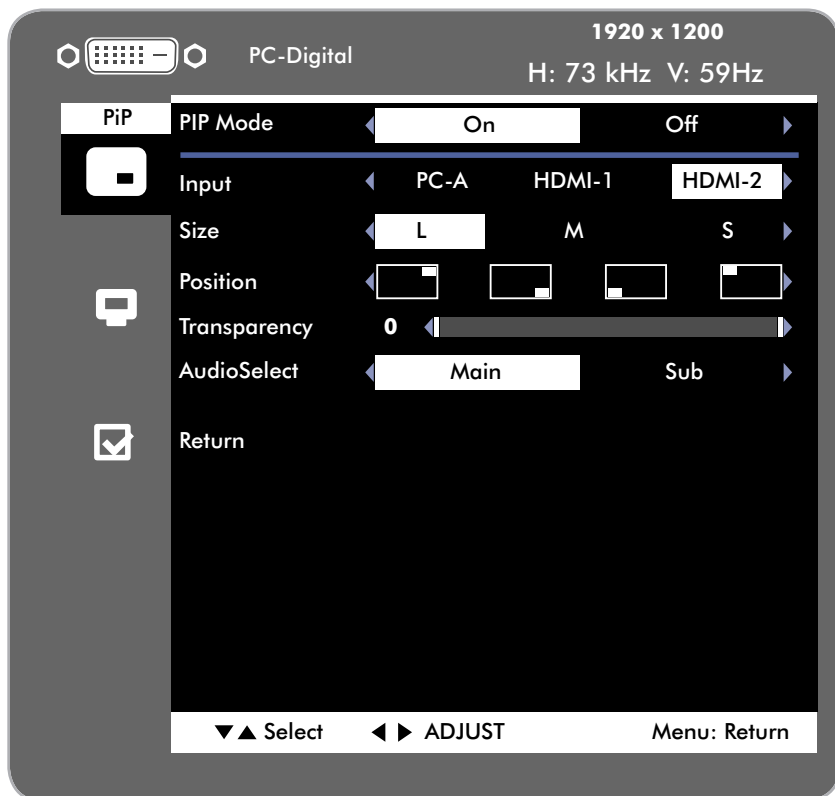 PC-Digital
1920 x 1200
H: 73 kHz V: 59Hz
PiP
PIP Mode On Off
Input PC-A HDMI-1 HDMI-2
Size L M S
Position
Transparency 0
AudioSelect Main Sub
Return
▼▲ Select ◀ ▶ ADJUST Menu: Return